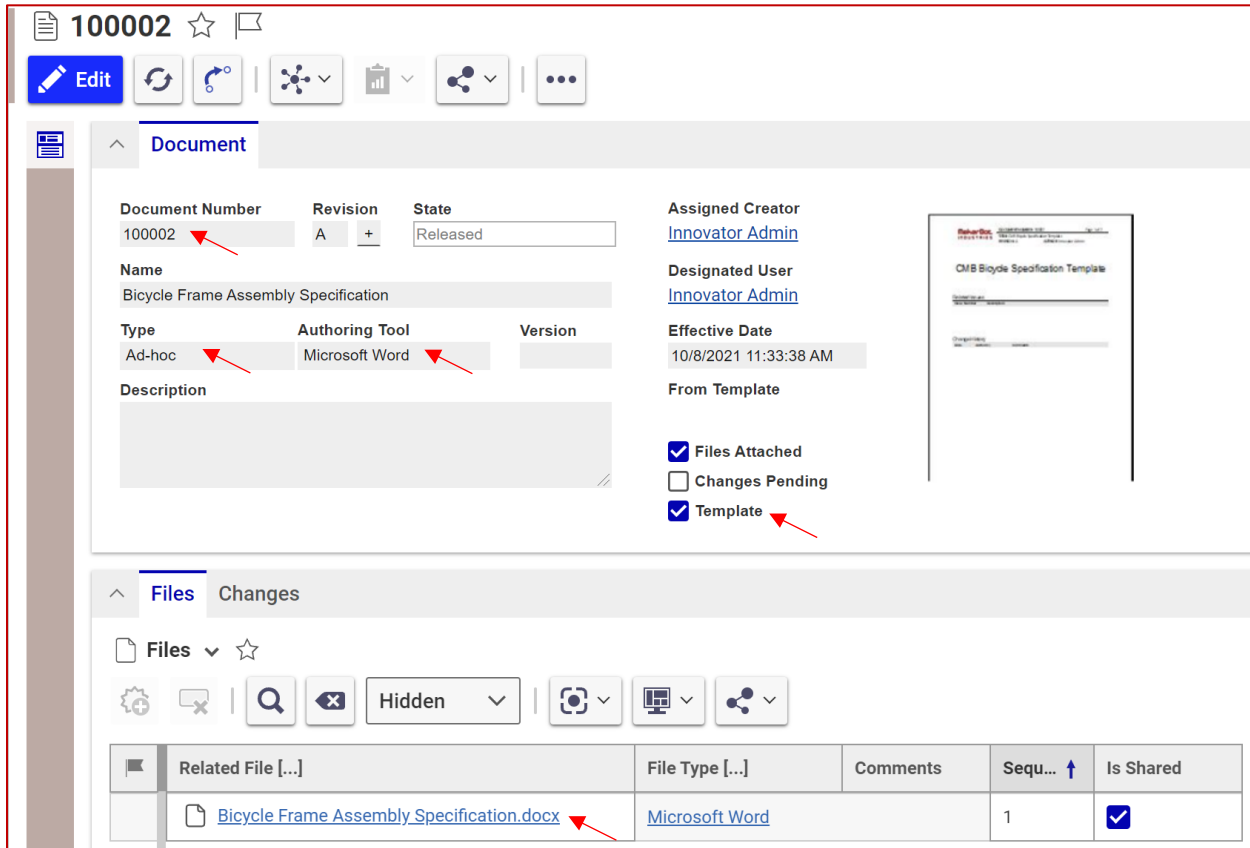 100002
Edit
Document
Document Number Revision State
100002 A + Released
Name
Bicycle Frame Assembly Specification
Type Authoring Tool Version
Ad-hoc Microsoft Word
Description
Assigned Creator
Innovator Admin
Designated User
Innovator Admin
Effective Date
10/8/2021 11:33:38 AM
From Template
Files Attached
Changes Pending
Template
CMB Bicycle Specification Template
Files Changes
Files
Hidden
Related File [...] File Type [...] Comments Sequ... Is Shared
Bicycle Frame Assembly Specification.docx Microsoft Word 1